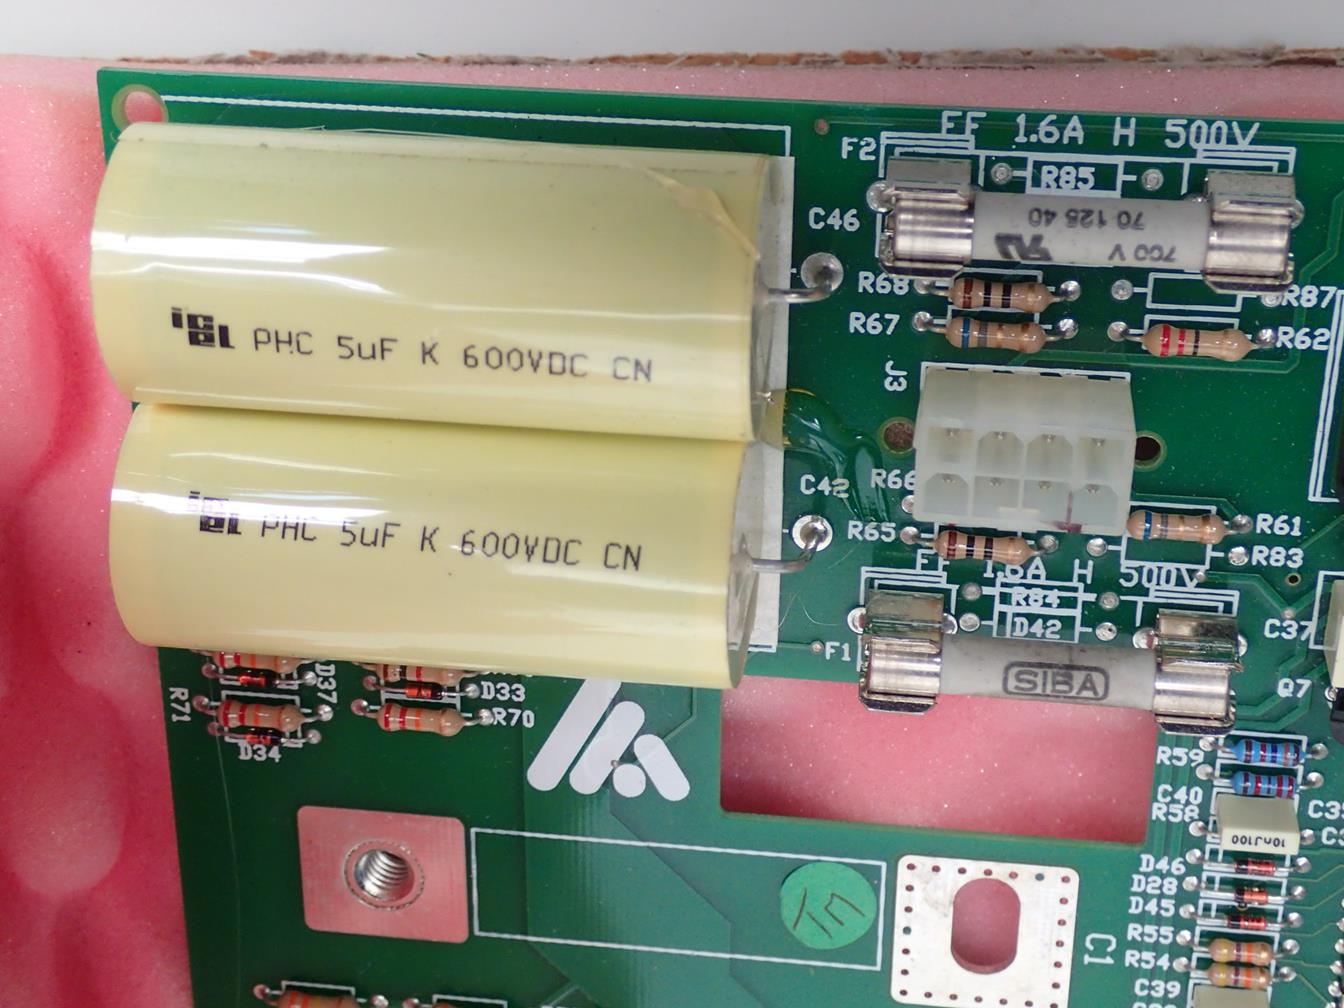 FF 1.6A H 500V
F2
R85
C46
70 125 40
700 V
R68
R87
ICEL PHC 5uF K 600VDC CN
R67
R62
J3
R66
C42
ICEL PHC 5uF K 600VDC CN
R65
R61
R83
FF 1.6A H 500V
R84
D42
C37
F1
SIBA
Q7
D37
D33
R71
R70
D34
R59
C40
R58
10nJ100
D46
D28
D45
R55
C1
R54
C39